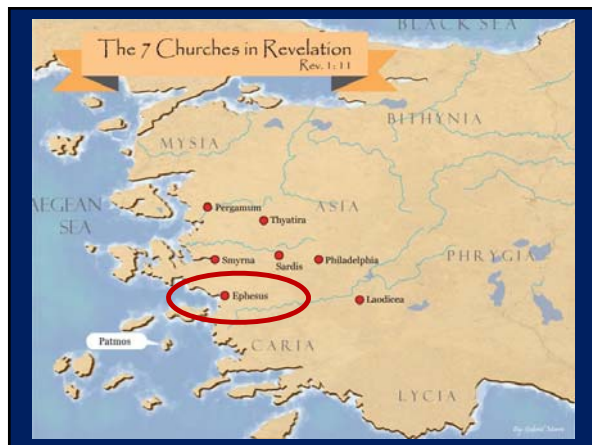 BLACK SEA
The 7 Churches in Revelation
Rev. 1:11
BITHYNIA
MYSIA
AEGEAN
SEA
Pergamum
ASIA
Thyatira
Smyrna
Sardis
Philadelphia
PHRYGIA
Ephesus
Laodicea
Patmos
CARIA
LYCIA